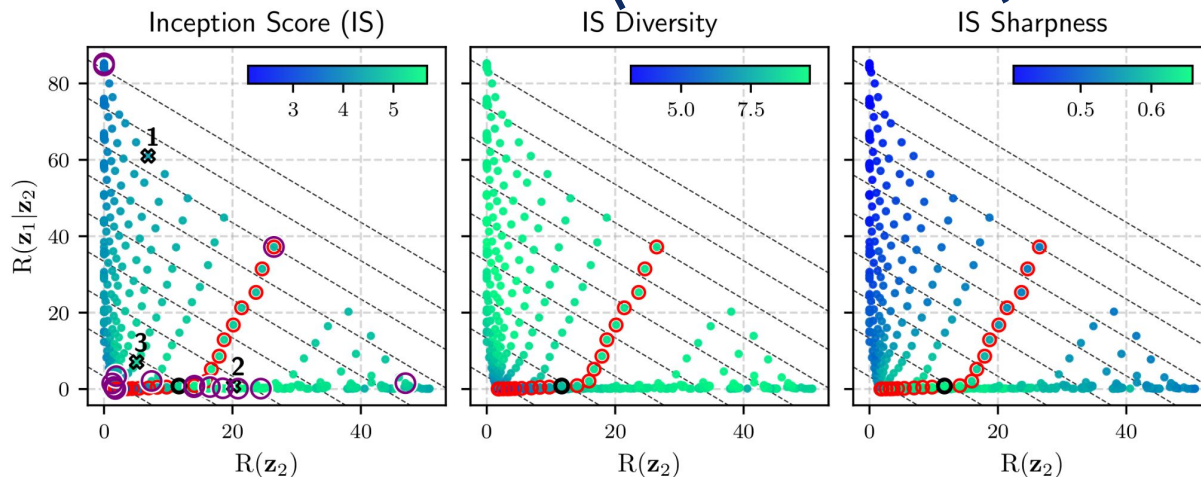 Inception Score (IS)
IS Diversity
IS Sharpness
3 4 5
5.0 7.5
0.5 0.6
80
60
40
20
0
1
3
2
R(z₁|z₂)
0 20 40
0 20 40
0 20 40
R(z₂)
R(z₂)
R(z₂)